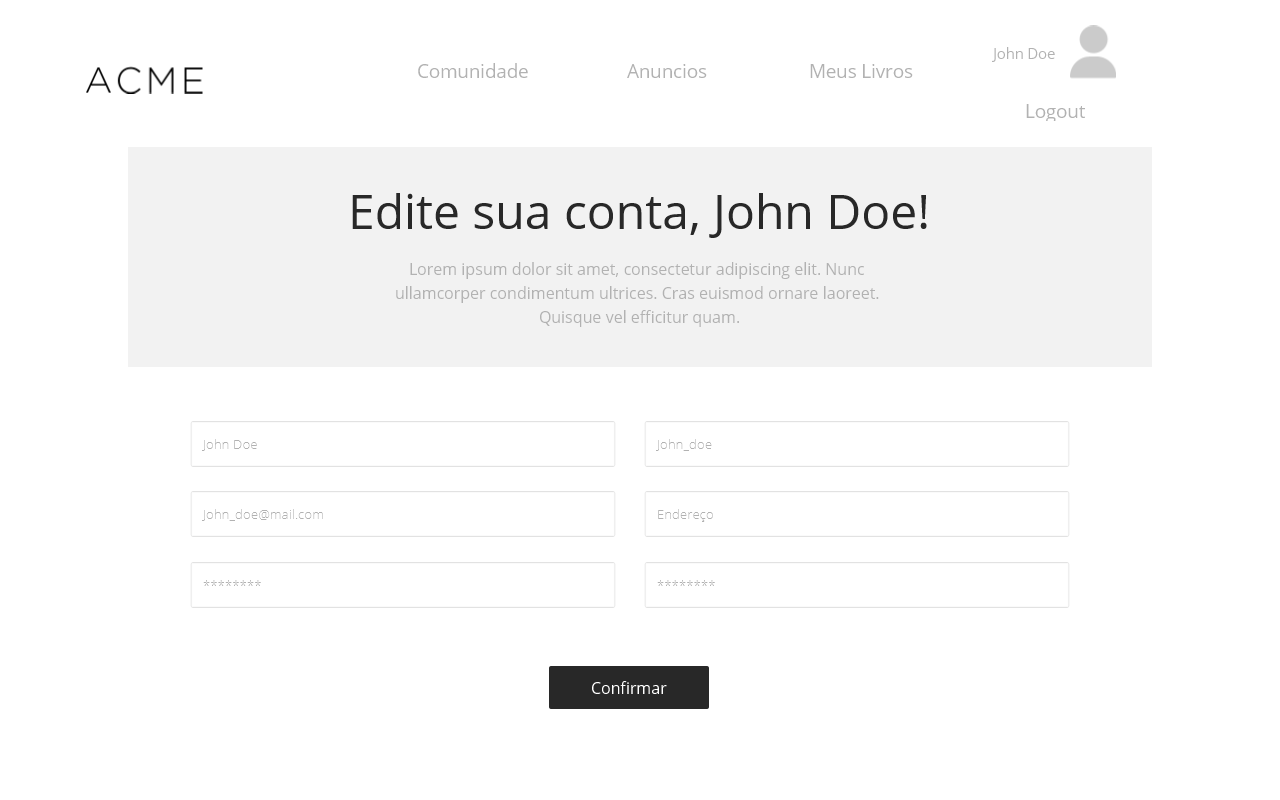 ACME
Comunidade
Anuncios
Meus Livros
John Doe
Logout
Edite sua conta, John Doe!
Lorem ipsum dolor sit amet, consectetur adipiscing elit. Nunc
ullamcorper condimentum ultrices. Cras euismod ornare laoreet.
Quisque vel efficitur quam.
John Doe
John_doe
John_doe@mail.com
Endereço
********
********
Confirmar